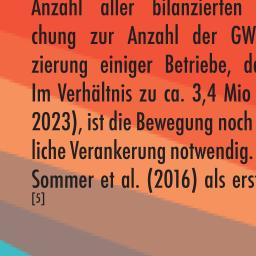 Anzahl aller bilanzierten
chung zur Anzahl der GW
zierung einiger Betriebe, d
Im Verhältnis zu ca. 3,4 Mio
2023), ist die Bewegung noch
liche Verankerung notwendig.
Sommer et al. (2016) als erst
[5]